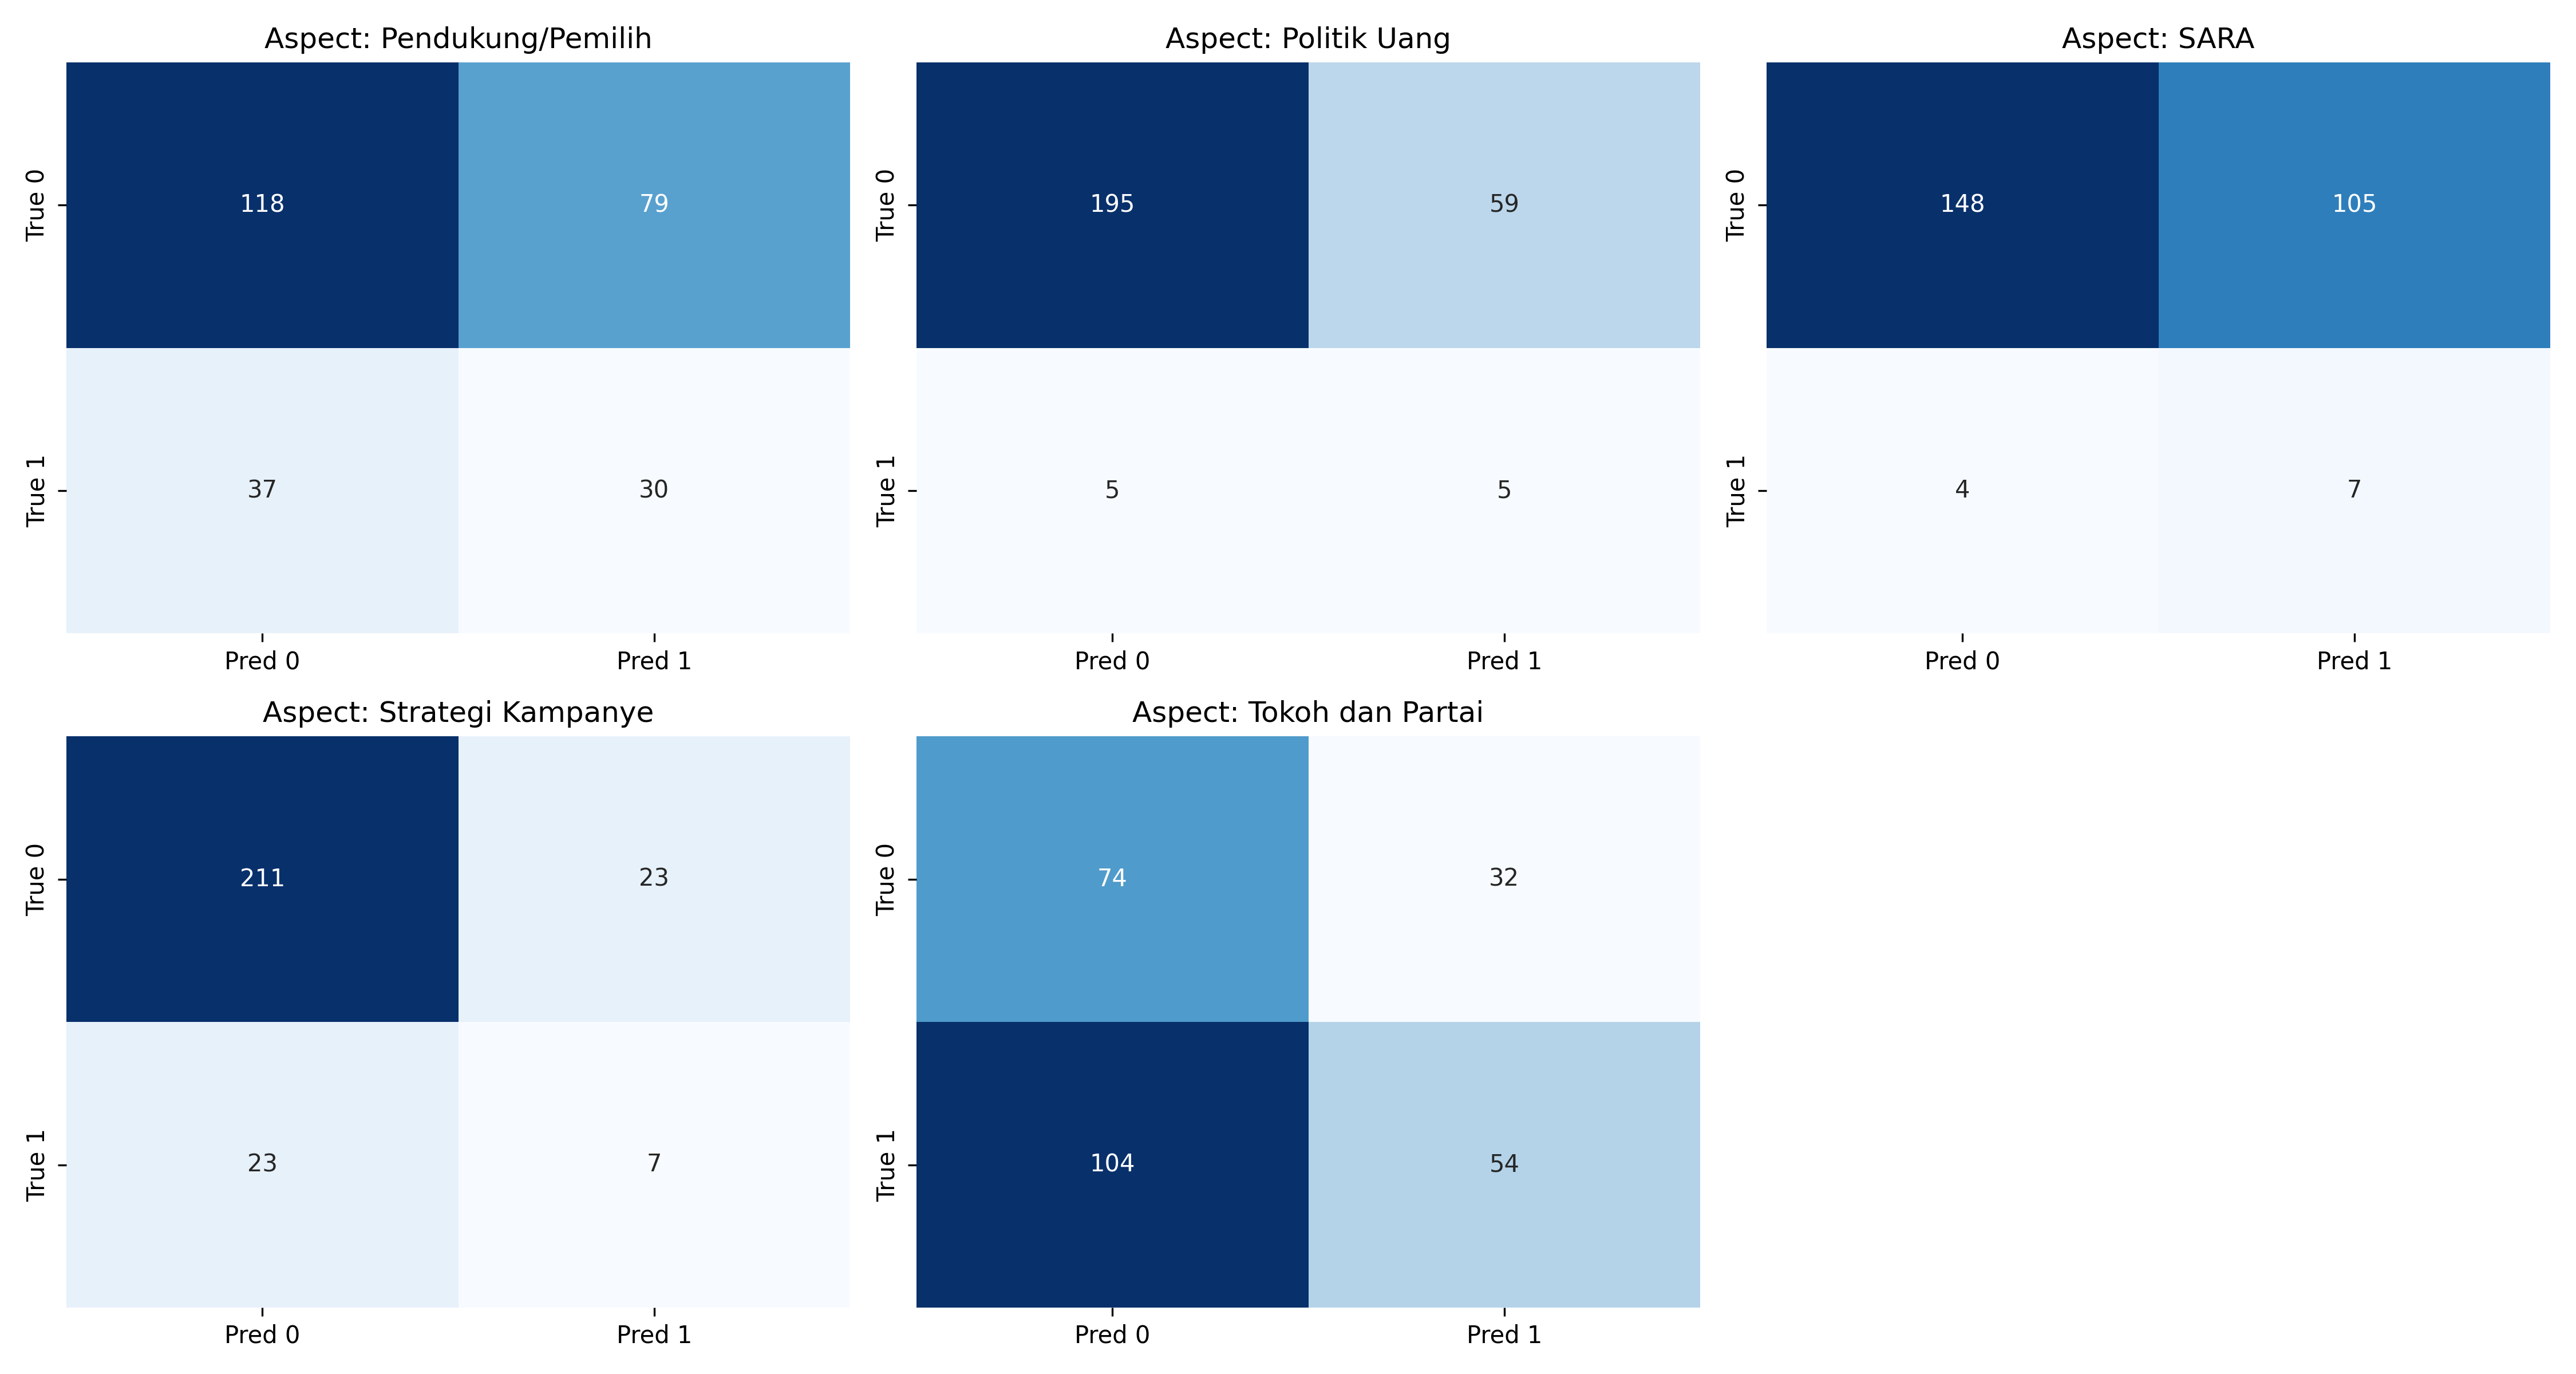 Aspect: Pendukung/Pemilih
True 0
118
79
True 1
37
30
Pred 0
Pred 1
Aspect: Politik Uang
True 0
195
59
True 1
5
5
Pred 0
Pred 1
Aspect: SARA
True 0
148
105
True 1
4
7
Pred 0
Pred 1
Aspect: Strategi Kampanye
True 0
211
23
True 1
23
7
Pred 0
Pred 1
Aspect: Tokoh dan Partai
True 0
74
32
True 1
104
54
Pred 0
Pred 1